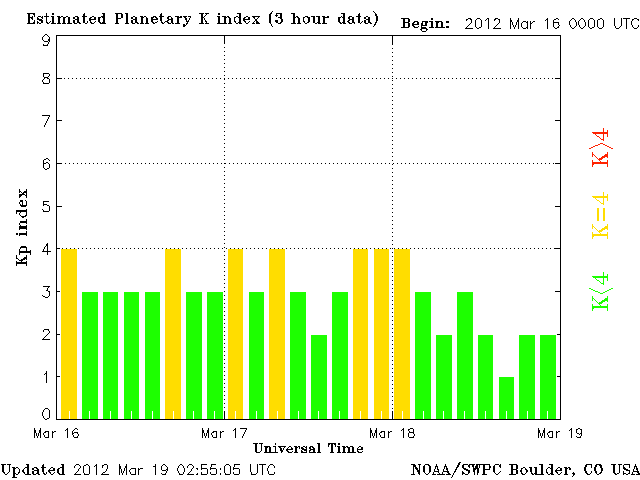 Estimated Planetary K index (3 hour data) Begin: 2012 Mar 16 0000 UTC
9
8
7
6
5
4
3
2
1
0
Kp index
K>4
K=4
K<4
Mar 16 Mar 17 Mar 18 Mar 19
Universal Time
Updated 2012 Mar 19 02:55:05 UTC NOAA/SWPC Boulder, CO USA